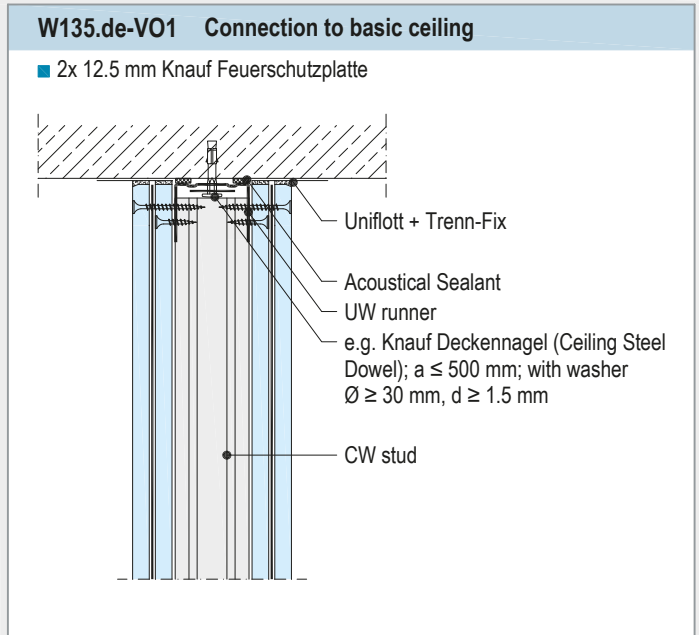 W135.de-VO1 Connection to basic ceiling
2x 12.5 mm Knauf Feuerschutzplatte
Uniflott + Trenn-Fix
Acoustical Sealant
UW runner
e.g. Knauf Deckennagel (Ceiling Steel
Dowel); a ≤ 500 mm; with washer
Ø ≥ 30 mm, d ≥ 1.5 mm
CW stud